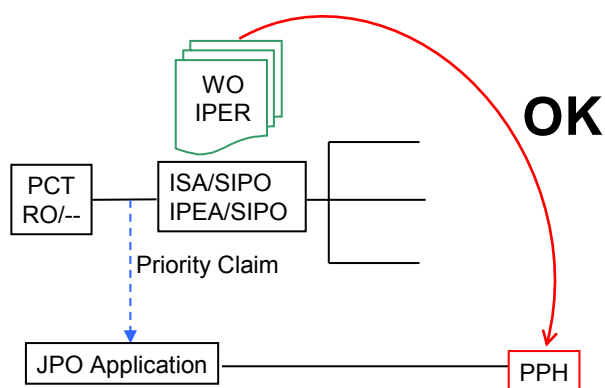 WO
IPER
OK
PCT
RO/--
ISA/SIPO
IPEA/SIPO
Priority Claim
JPO Application
PPH